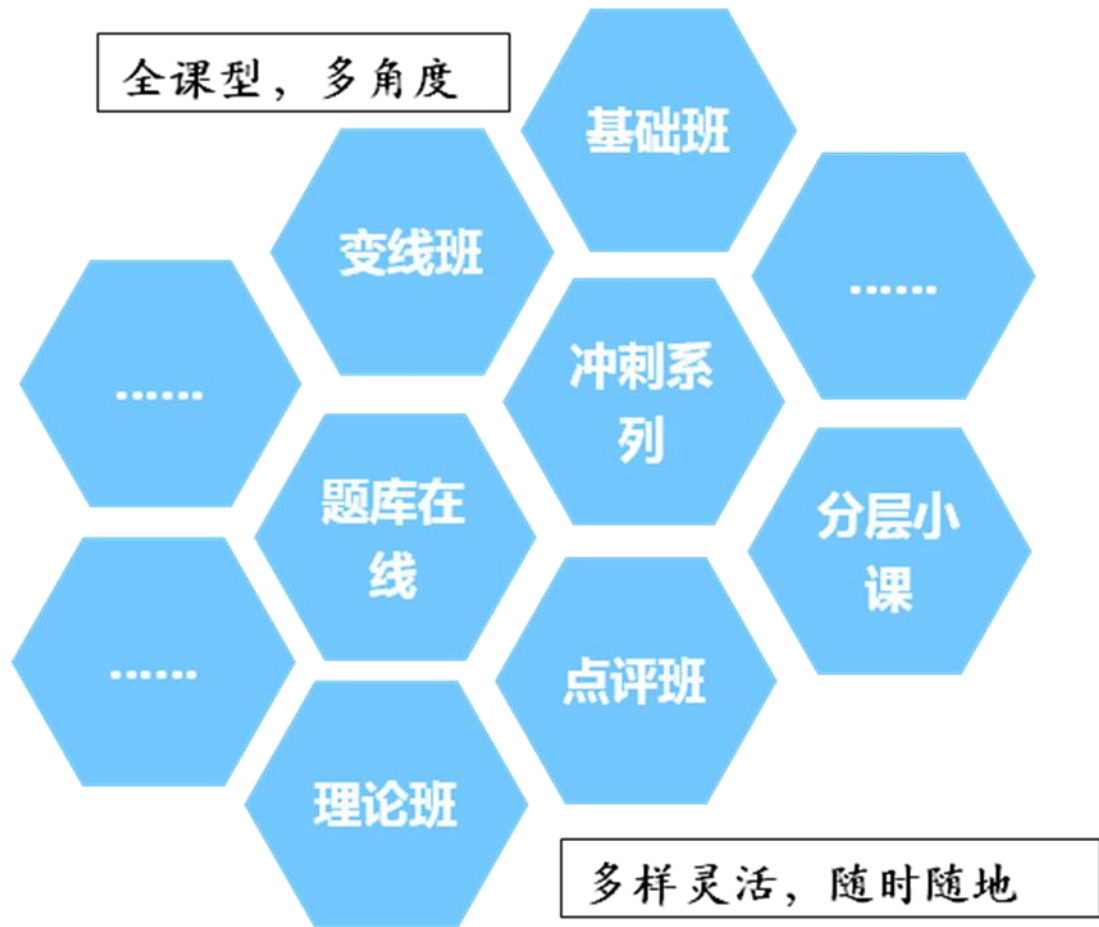 全课型，多角度
基础班
变线班
……
……
冲刺系
列
题库在
线
分层小
课
……
点评班
理论班
多样灵活，随时随地